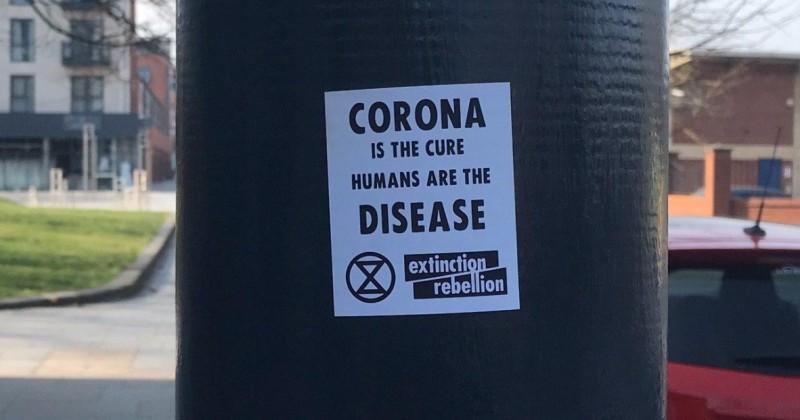 CORONA
IS THE CURE
HUMANS ARE THE
DISEASE
extinction
rebellion